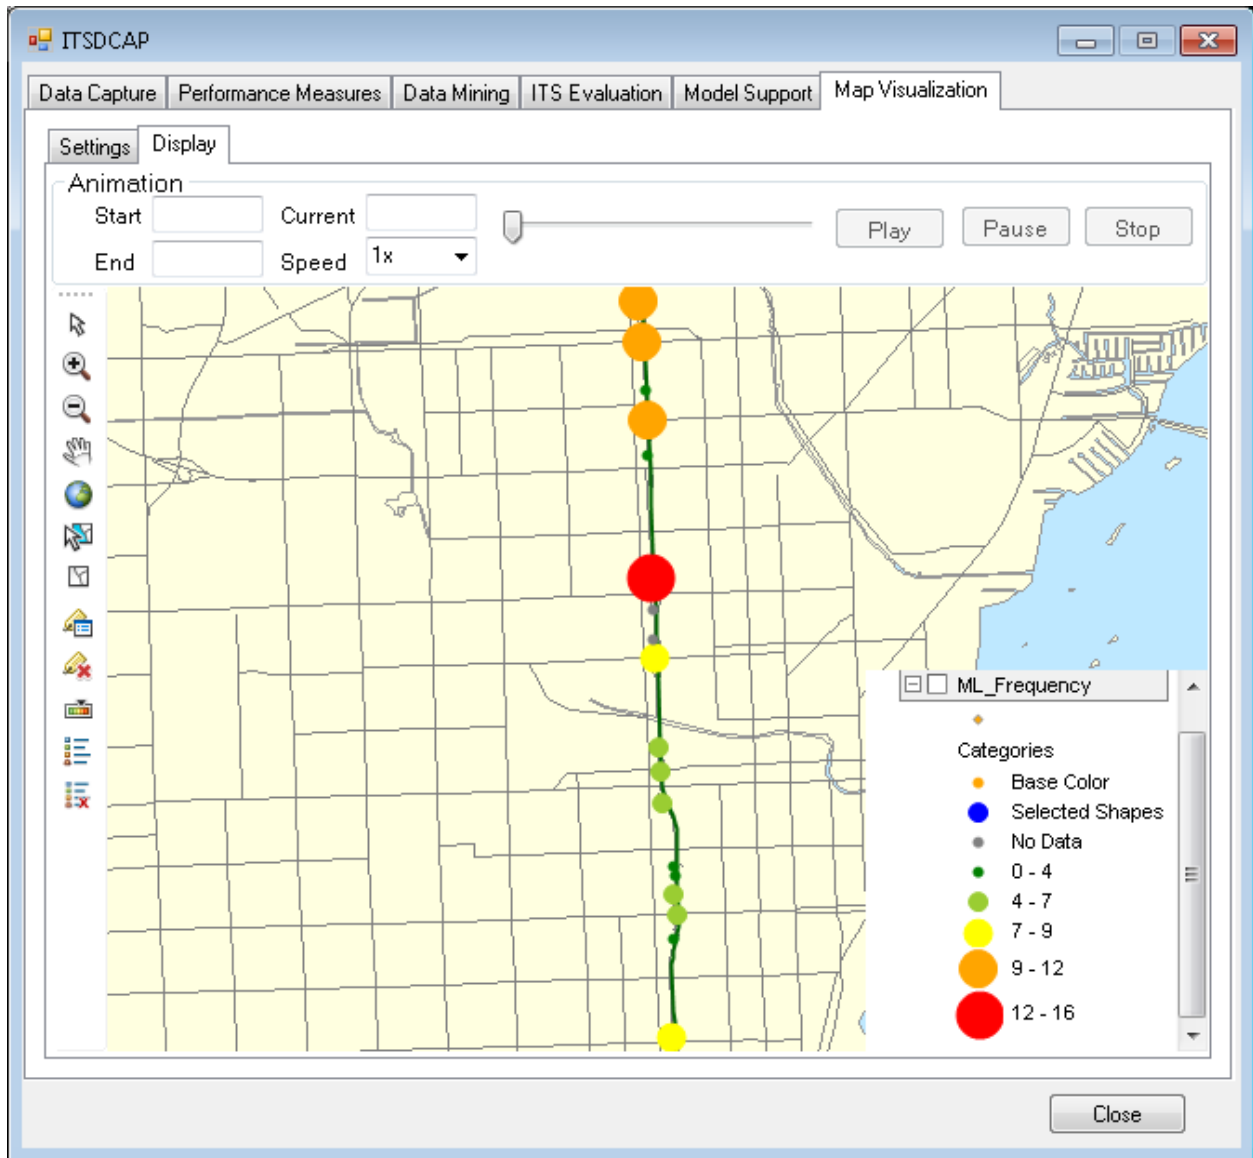 ITSDCAP
Data Capture Performance Measures Data Mining ITS Evaluation Model Support Map Visualization
Settings Display
Animation
Start Current Play Pause Stop
End Speed 1x
ML_Frequency
Categories
Base Color
Selected Shapes
No Data
0 - 4
4 - 7
7 - 9
9 - 12
12 - 16
Close